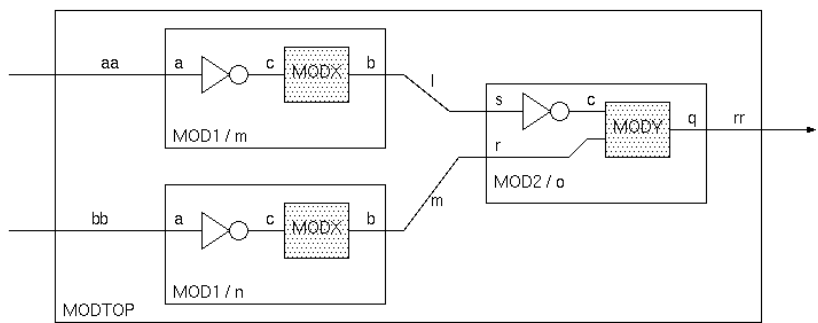 aa a c MODX b l
MOD1 / m
s c MODY q rr
r
MOD2 / o
m
bb a c MODX b
MOD1 / n
MODTOP